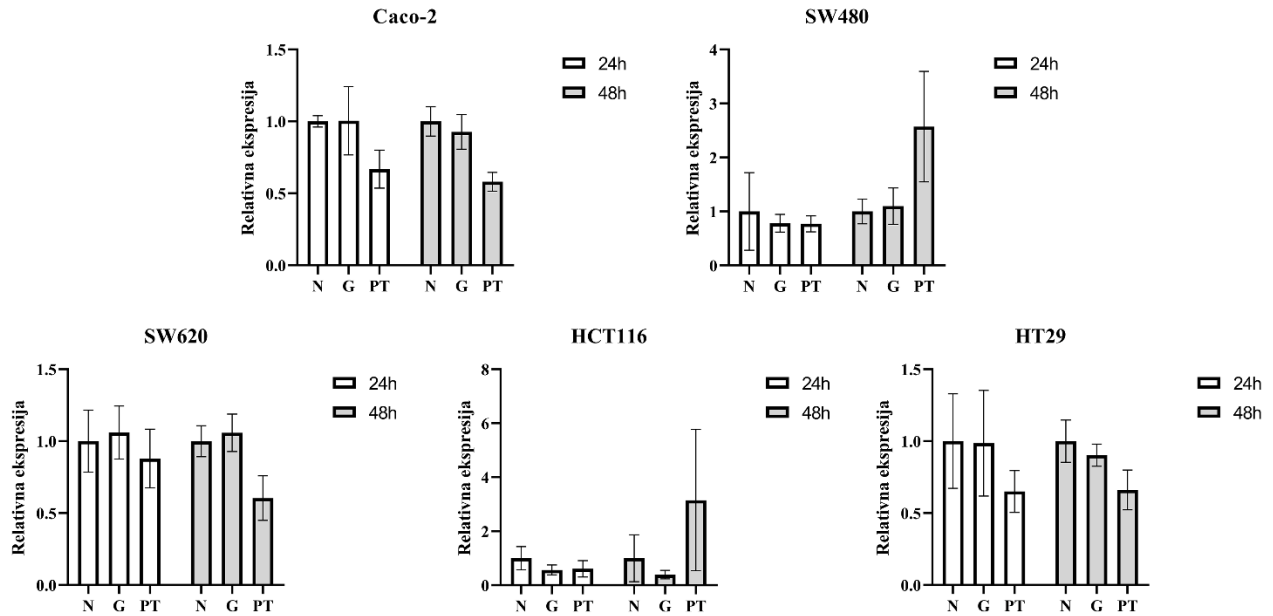 Caco-2
Relativna ekspresija
1.5
1.0
0.5
0.0
N G PT N G PT
24h
48h
SW480
Relativna ekspresija
4
3
2
1
0
N G PT N G PT
24h
48h
SW620
Relativna ekspresija
1.5
1.0
0.5
0.0
N G PT N G PT
24h
48h
HCT116
Relativna ekspresija
8
6
4
2
0
N G PT N G PT
24h
48h
HT29
Relativna ekspresija
1.5
1.0
0.5
0.0
N G PT N G PT
24h
48h